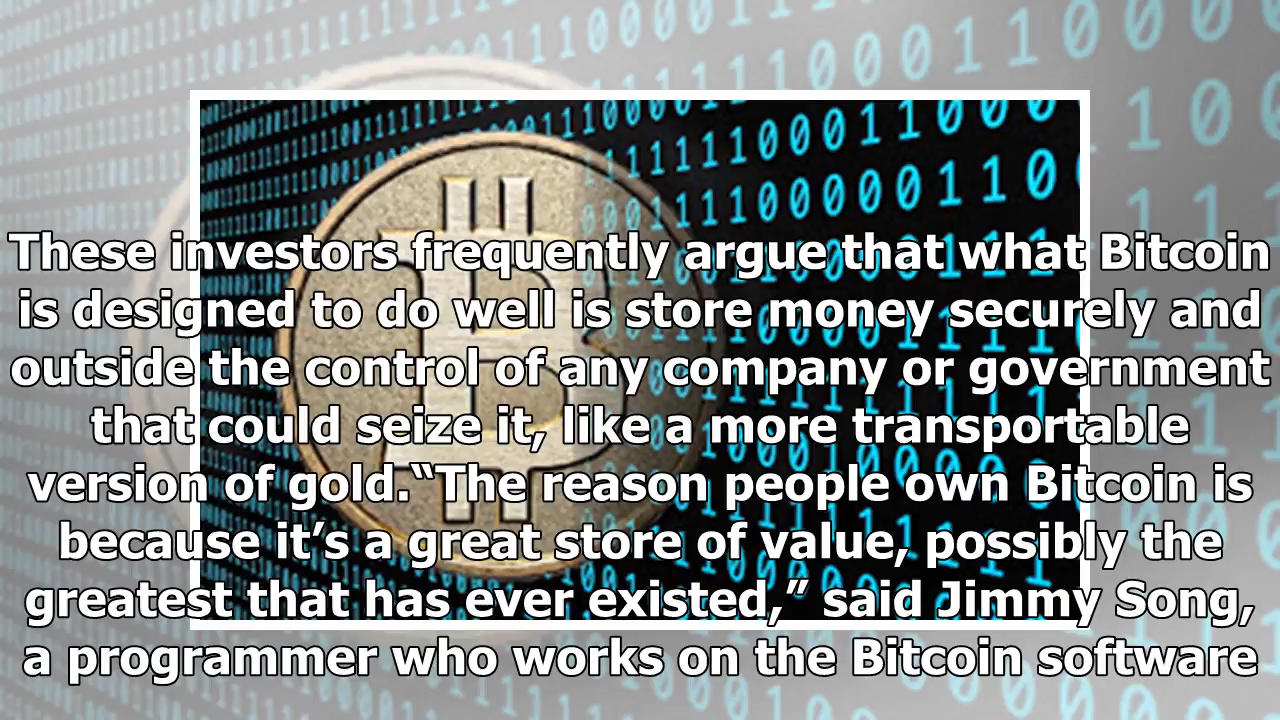 These investors frequently argue that what Bitcoin
is designed to do well is store money securely and
outside the control of any company or government
that could seize it, like a more transportable
version of gold.“The reason people own Bitcoin is
because it’s a great store of value, possibly the
greatest that has ever existed,” said Jimmy Song,
a programmer who works on the Bitcoin software